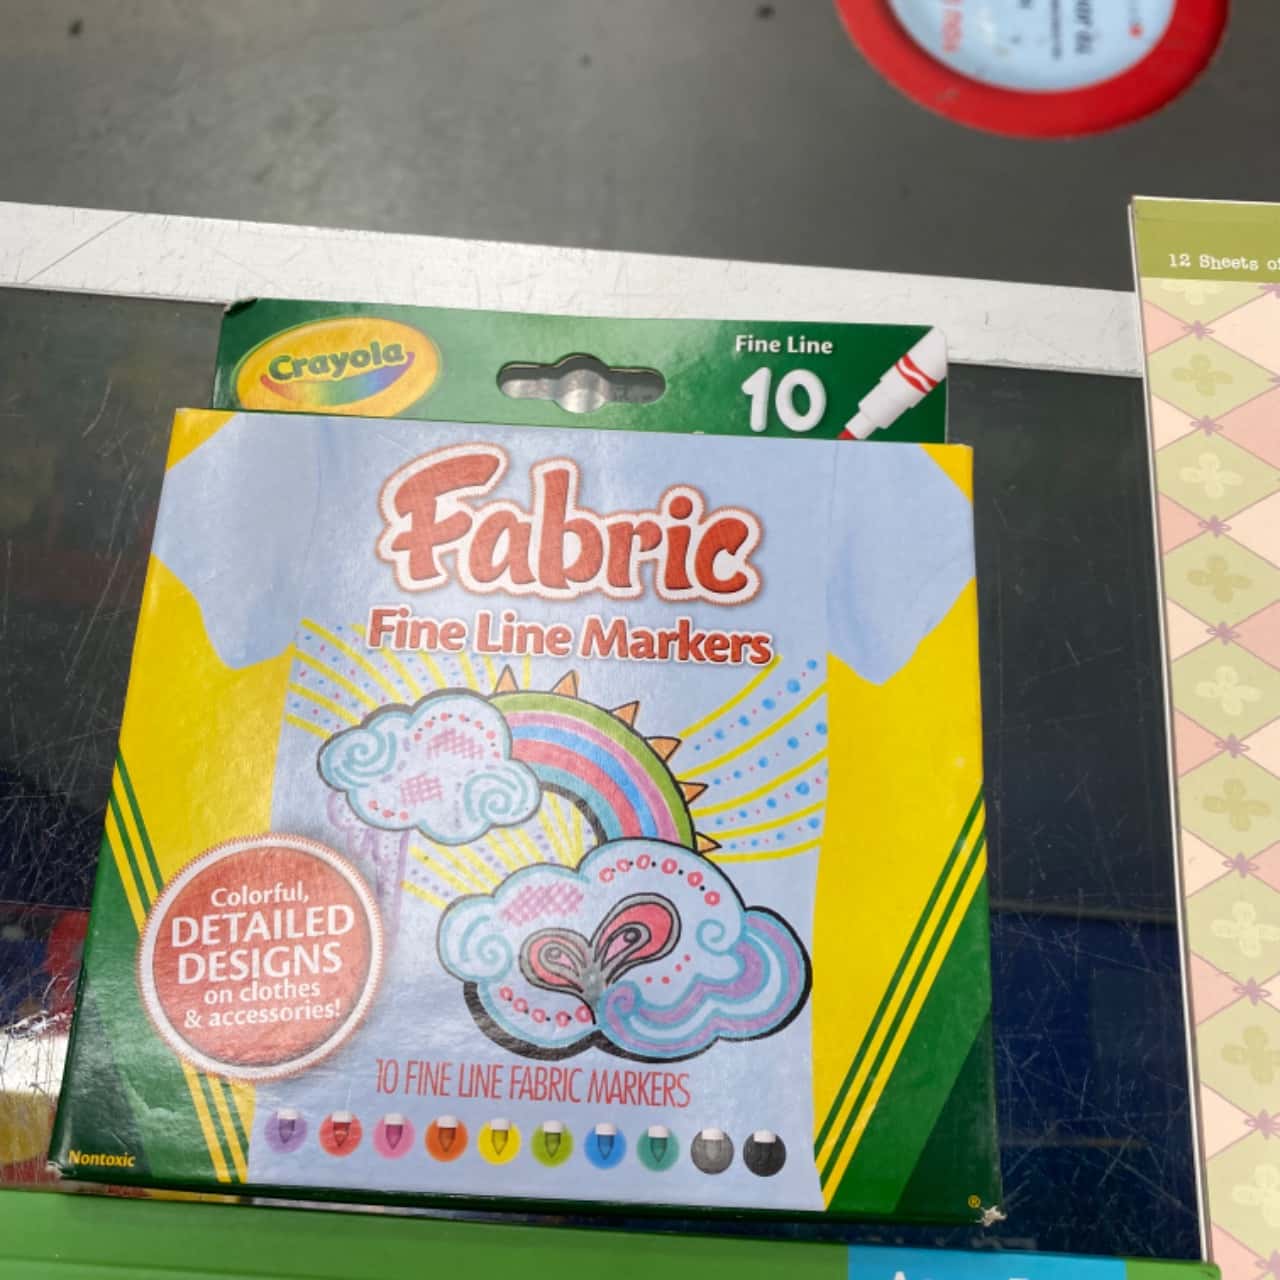 Crayola
Fine Line
10
Fabric
Fine Line Markers
Colorful,
DETAILED
DESIGNS
on clothes
& accessories!
10 FINE LINE FABRIC MARKERS
Nontoxic
®
12 Sheets of